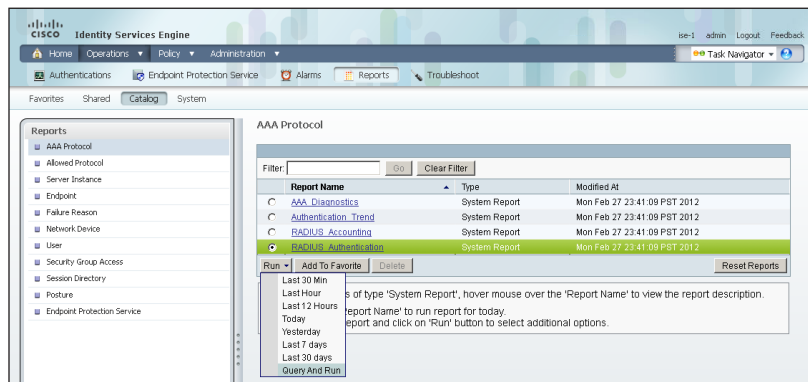 CISCO Identity Services Engine
ise-1 admin Logout Feedback
Home Operations Policy Administration
Task Navigator
Authentications Endpoint Protection Service Alarms Reports Troubleshoot
Favorites Shared Catalog System
Reports
AAA Protocol
Allowed Protocol
Server Instance
Endpoint
Failure Reason
Network Device
User
Security Group Access
Session Directory
Posture
Endpoint Protection Service
AAA Protocol
Filter: Go Clear Filter
Report Name Type Modified At
AAA_Diagnostics System Report Mon Feb 27 23:41:09 PST 2012
Authentication_Trend System Report Mon Feb 27 23:41:09 PST 2012
RADIUS_Accounting System Report Mon Feb 27 23:41:09 PST 2012
RADIUS_Authentication System Report Mon Feb 27 23:41:09 PST 2012
Run Add To Favorite Delete Reset Reports
Last 30 Min
Last Hour
Last 12 Hours
Today
Yesterday
Last 7 days
Last 30 days
Query And Run
of type 'System Report', hover mouse over the 'Report Name' to view the report description.
'Report Name' to run report for today.
report and click on 'Run' button to select additional options.